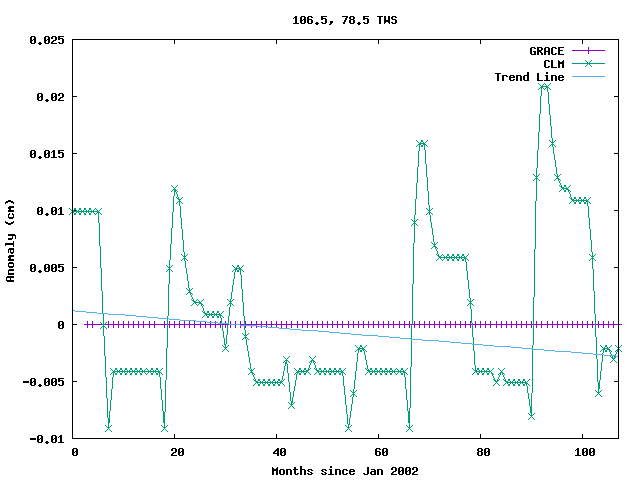 106.5, 78.5 TWS
GRACE
CLM
Trend Line
Anomaly (cm)
0.025
0.02
0.015
0.01
0.005
0
-0.005
-0.01
0 20 40 60 80 100
Months since Jan 2002